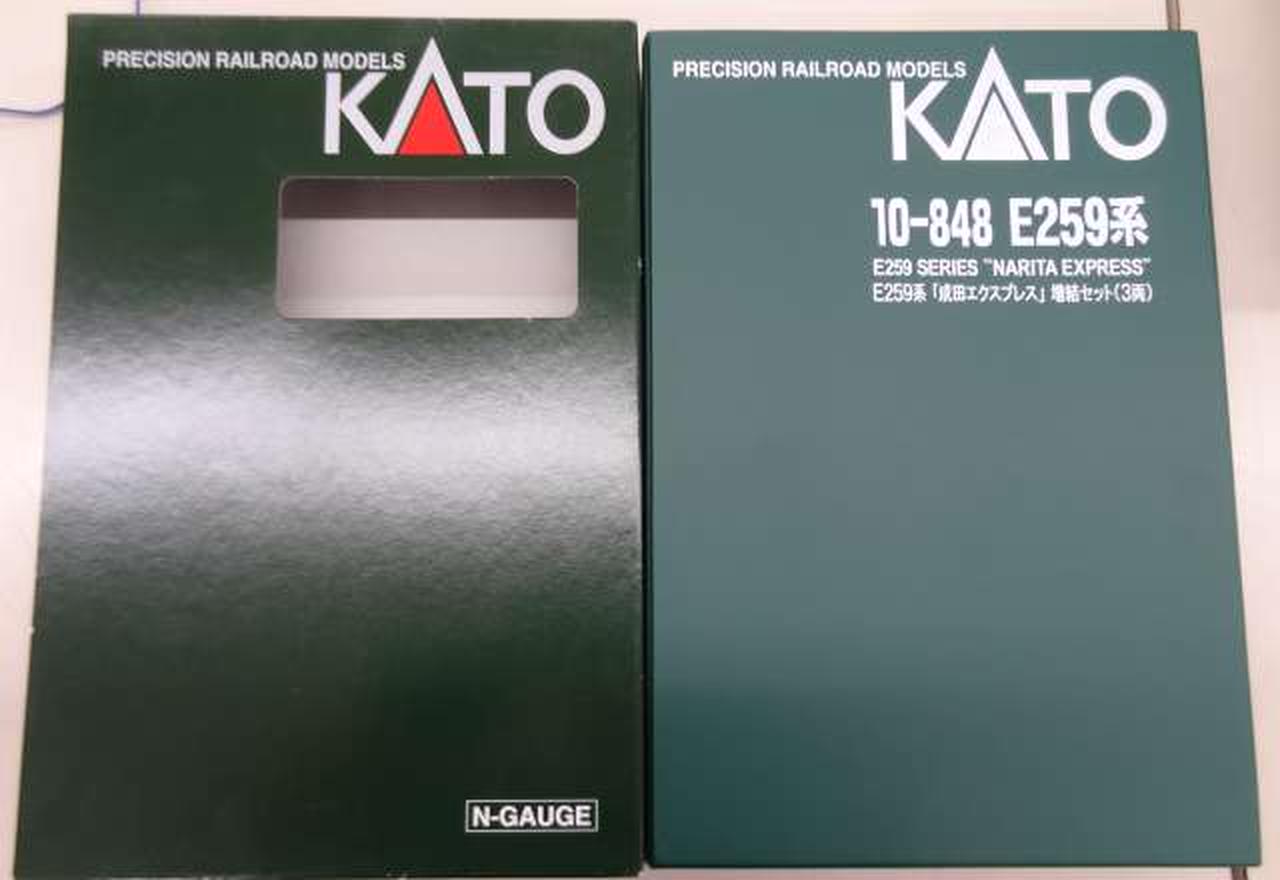 PRECISION RAILROAD MODELS
KATO
N-GAUGE
PRECISION RAILROAD MODELS
KATO
10-848 E259系
E259 SERIES "NARITA EXPRESS"
E259系「成田エクスプレス」増結セット(3両)